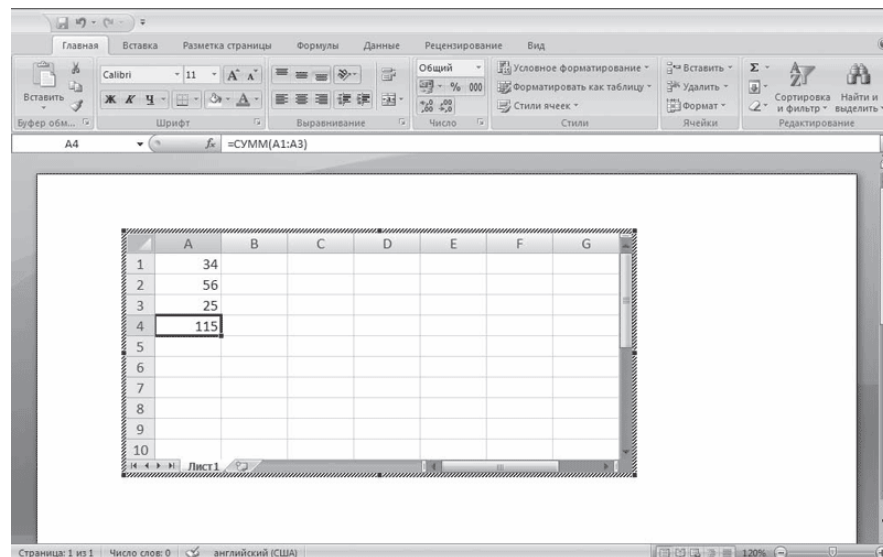 Главная Вставка Разметка страницы Формулы Данные Рецензирование Вид
Calibri 11 A A Общий Условное форматирование Вставить Σ
Вставить Ж К Ч A % 000 Форматировать как таблицу Удалить Сортировка и фильтр Найти и выделить
,00 ,0 Стили ячеек Формат
Буфер обм... Шрифт Выравнивание Число Стили Ячейки Редактирование
A4 fx =СУММ(A1:A3)
A B C D E F G
1 34
2 56
3 25
4 115
5
6
7
8
9
10
Лист1
Страница: 1 из 1 Число слов: 0 английский (США) 120%